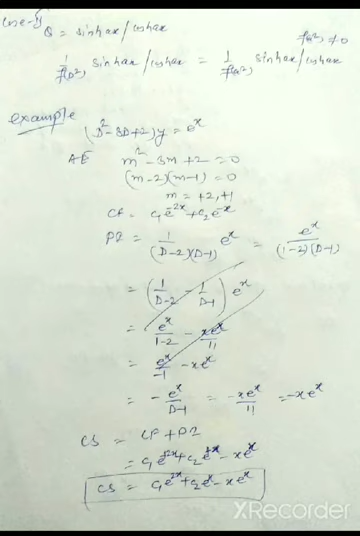 Case-5) Q = sinhax/coshax
1/f(D²) sinhax/coshax = 1/f(a²) sinhax/coshax f(a²) ≠ 0
example
(D² - 3D + 2) y = e^x
AE m² - 3m + 2 = 0
(m-2)(m-1) = 0
m = +2, +1
CF = c₁e^-2x + c₂e^-x
PI = 1/((D-2)(D-1)) e^x = e^x/((1-2)(D-1))
= (1/(D-2) - 1/(D-1)) e^x
= e^x/(1-2) - xe^x/1!
= e^x/-1 - xe^x
= - e^x/(D-1) = -xe^x/1! = -xe^x
CS = CF + PI
= c₁e^2x + c₂e^x - xe^x
CS = c₁e^2x + c₂e^x - xe^x
XRecorder